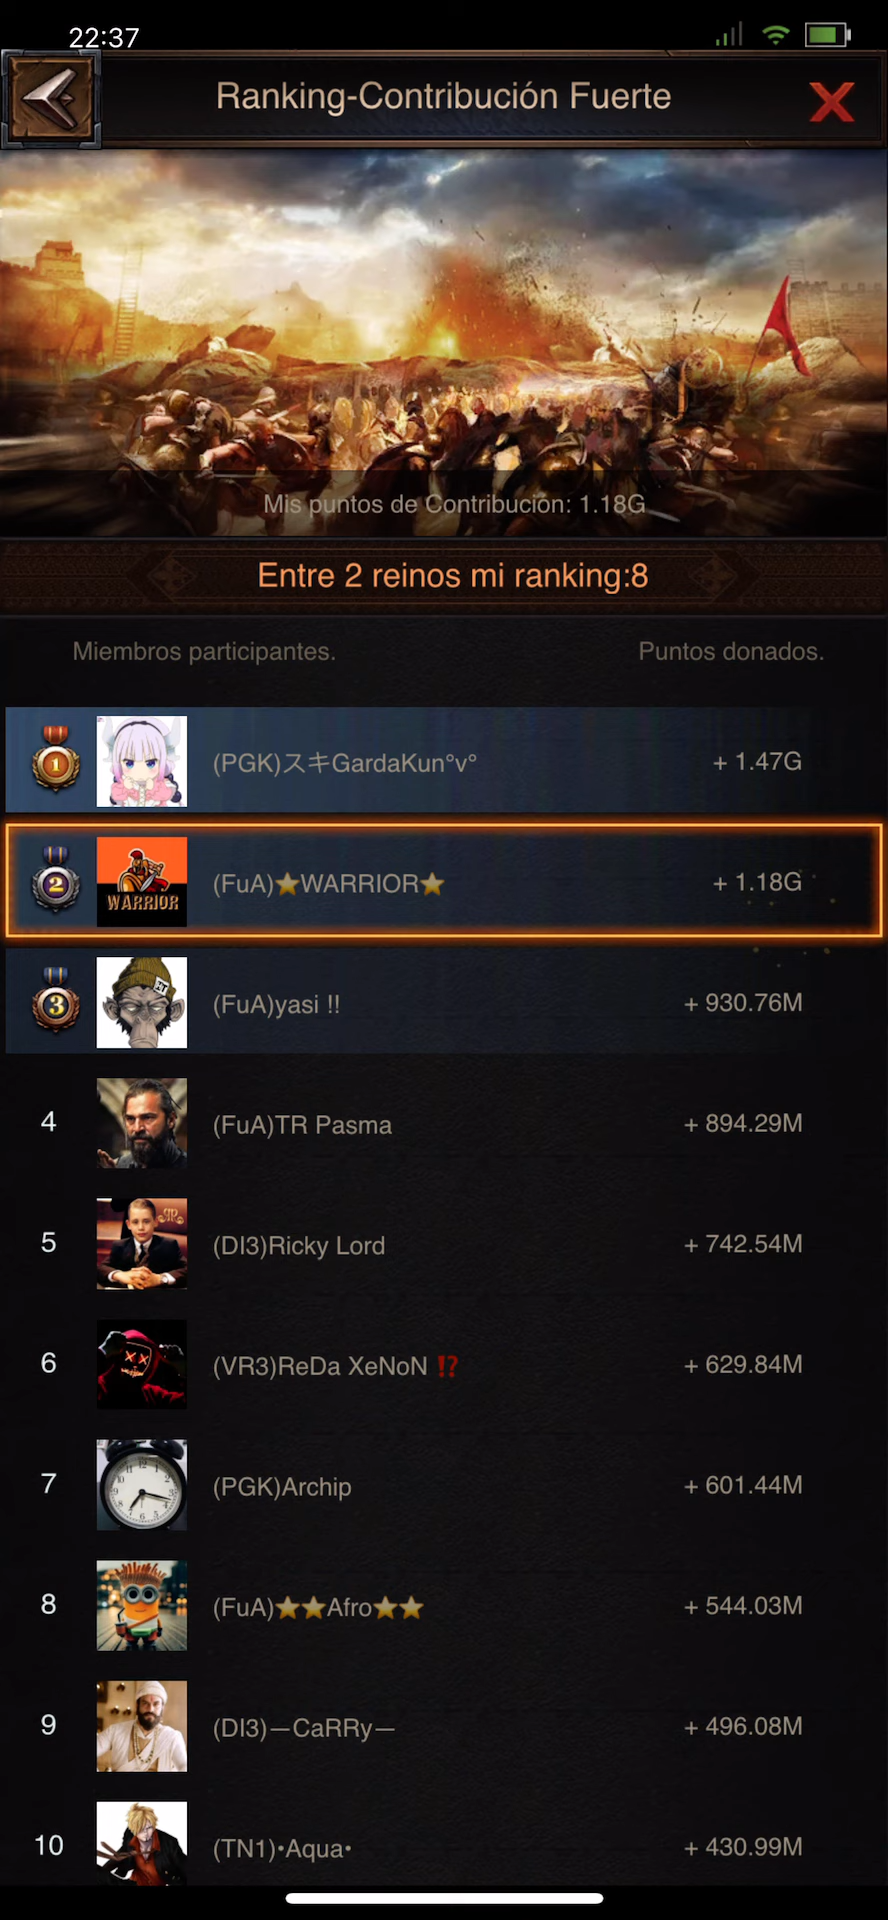 22:37
Ranking-Contribución Fuerte
Mis puntos de Contribución: 1.18G
Entre 2 reinos mi ranking:8
Miembros participantes. Puntos donados.
1 (PGK)スキGardaKun°v° + 1.47G
2 WARRIOR (FuA)⭐WARRIOR⭐ + 1.18G
3 (FuA)yasi !! + 930.76M
4 (FuA)TR Pasma + 894.29M
5 (DI3)Ricky Lord + 742.54M
6 (VR3)ReDa XeNoN ⁉️ + 629.84M
7 (PGK)Archip + 601.44M
8 (FuA)⭐⭐Afro⭐⭐ + 544.03M
9 (DI3)—CaRRy— + 496.08M
10 (TN1)•Aqua• + 430.99M